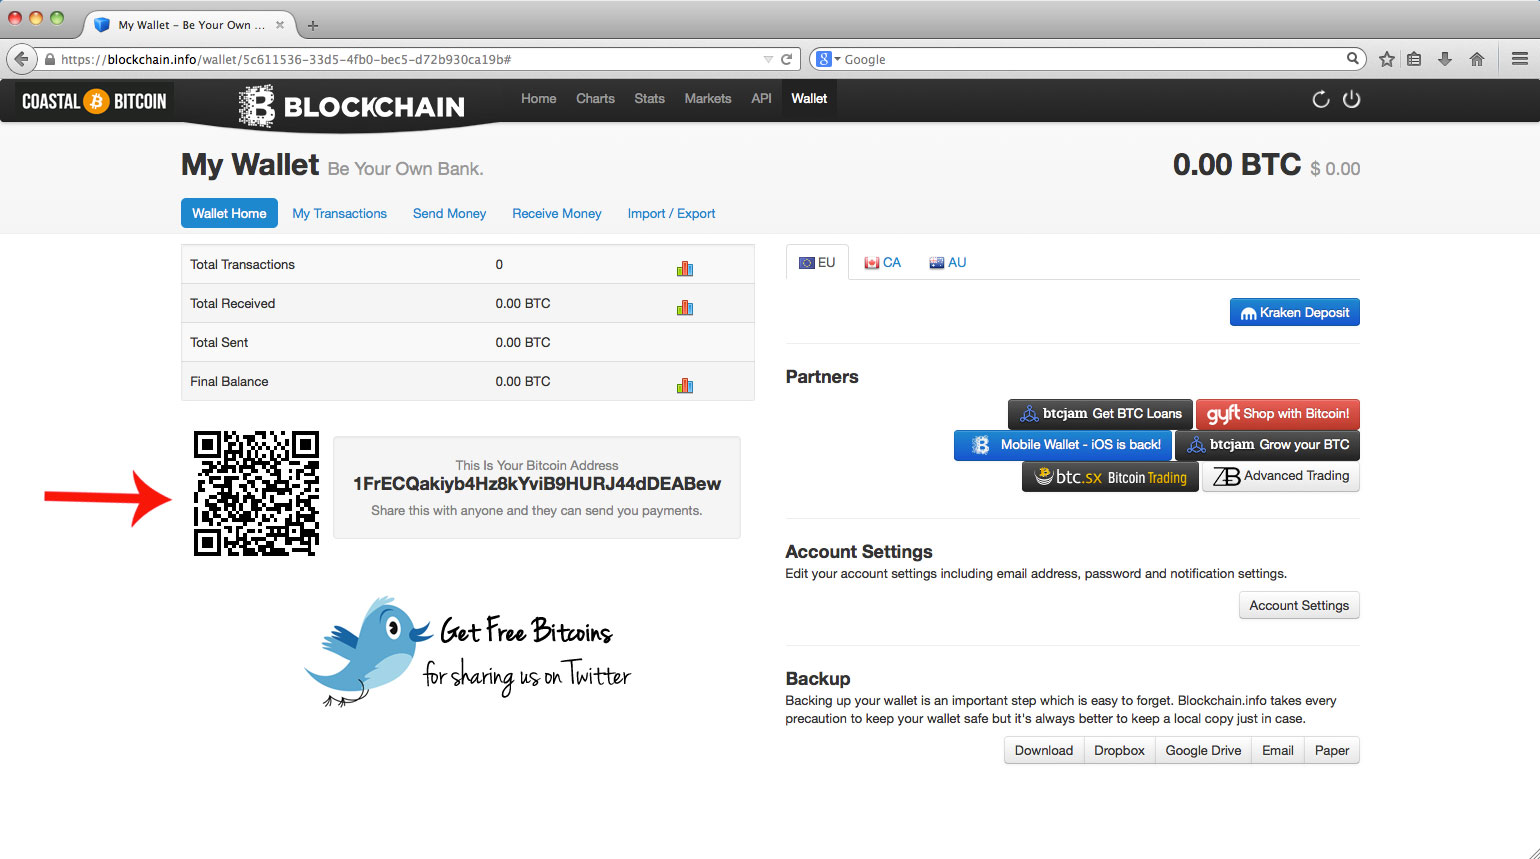 My Wallet - Be Your Own ...
https://blockchain.info/wallet/5c611536-33d5-4fb0-bec5-d72b930ca19b#
Google
COASTAL BITCOIN
BLOCKCHAIN
Home Charts Stats Markets API Wallet
My Wallet Be Your Own Bank.
0.00 BTC $ 0.00
Wallet Home My Transactions Send Money Receive Money Import / Export
Total Transactions 0
Total Received 0.00 BTC
Total Sent 0.00 BTC
Final Balance 0.00 BTC
This Is Your Bitcoin Address
1FrECQakiyb4Hz8kYviB9HURJ44dDEABew
Share this with anyone and they can send you payments.
Get Free Bitcoins
for sharing us on Twitter
EU CA AU
Kraken Deposit
Partners
btcjam Get BTC Loans gyft Shop with Bitcoin!
Mobile Wallet - iOS is back! btcjam Grow your BTC
btc.sx Bitcoin Trading Advanced Trading
Account Settings
Edit your account settings including email address, password and notification settings.
Account Settings
Backup
Backing up your wallet is an important step which is easy to forget. Blockchain.info takes every
precaution to keep your wallet safe but it's always better to keep a local copy just in case.
Download Dropbox Google Drive Email Paper